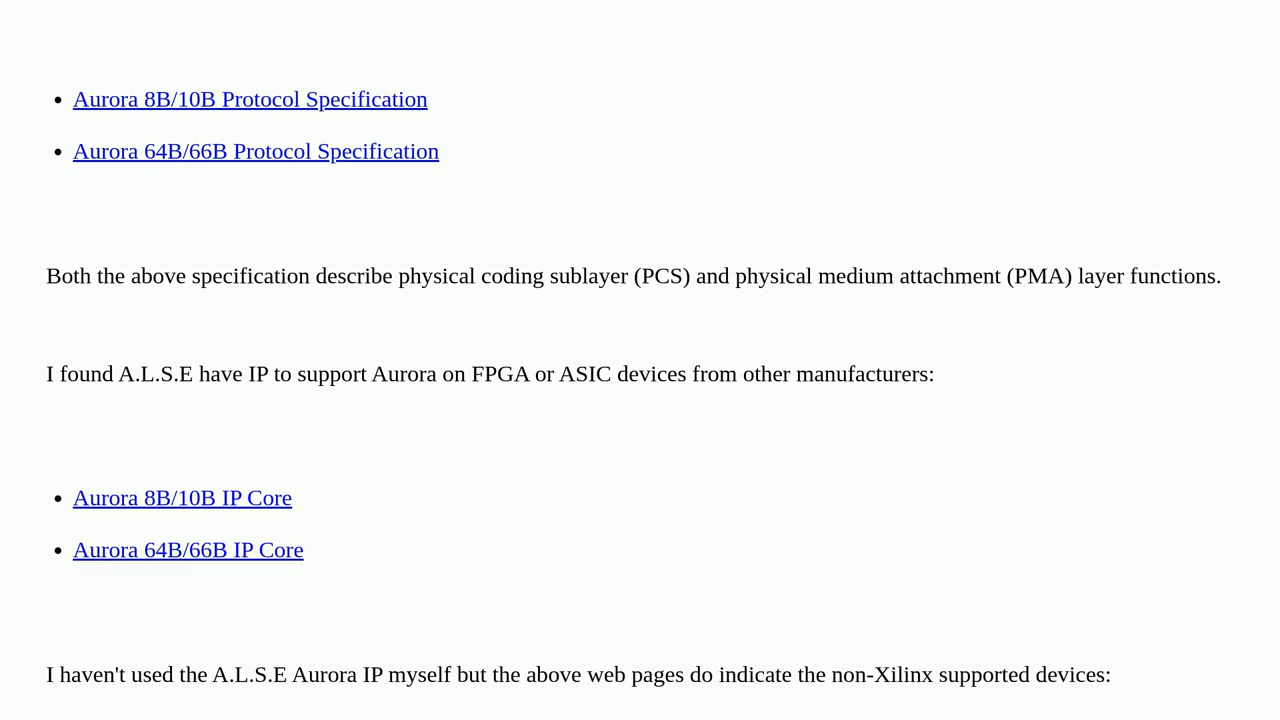 • Aurora 8B/10B Protocol Specification
• Aurora 64B/66B Protocol Specification
Both the above specification describe physical coding sublayer (PCS) and physical medium attachment (PMA) layer functions.
I found A.L.S.E have IP to support Aurora on FPGA or ASIC devices from other manufacturers:
• Aurora 8B/10B IP Core
• Aurora 64B/66B IP Core
I haven't used the A.L.S.E Aurora IP myself but the above web pages do indicate the non-Xilinx supported devices: